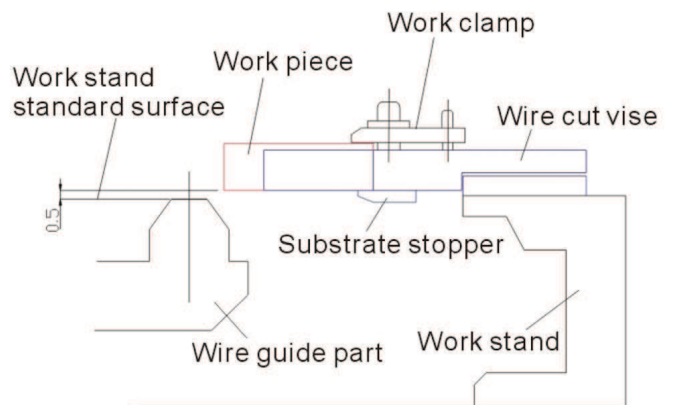 Work clamp
Work piece
Work stand
standard surface
Wire cut vise
0.5
Substrate stopper
Work stand
Wire guide part